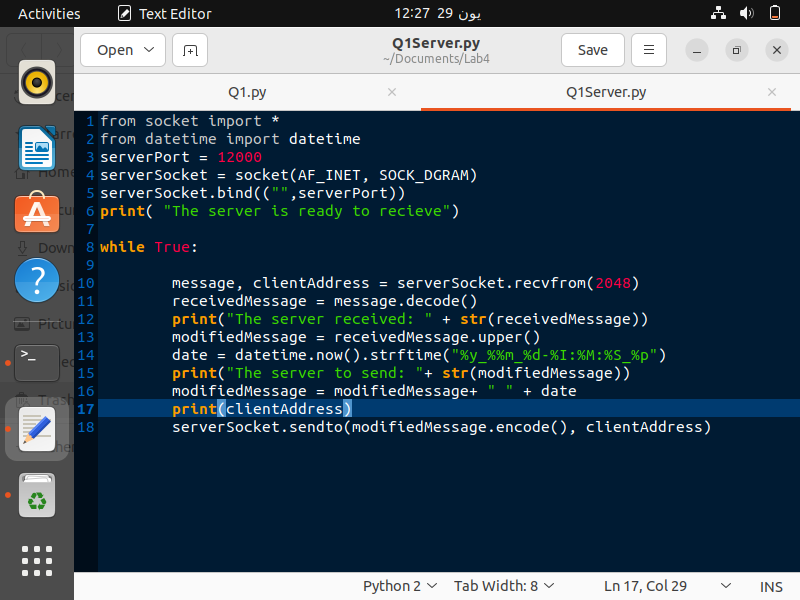 Activities Text Editor 12:27 29 يون
Open Q1Server.py Save
~/Documents/Lab4
Q1.py Q1Server.py
1 from socket import *
2 from datetime import datetime
3 serverPort = 12000
4 serverSocket = socket(AF_INET, SOCK_DGRAM)
5 serverSocket.bind(("",serverPort))
6 print( "The server is ready to recieve")
7
8 while True:
9
10 message, clientAddress = serverSocket.recvfrom(2048)
11 receivedMessage = message.decode()
12 print("The server received: " + str(receivedMessage))
13 modifiedMessage = receivedMessage.upper()
14 date = datetime.now().strftime("%y_%%m_%d-%I:%M:%S_%p")
15 print("The server to send: "+ str(modifiedMessage))
16 modifiedMessage = modifiedMessage+ " " + date
17 print(clientAddress)
18 serverSocket.sendto(modifiedMessage.encode(), clientAddress)
Python 2 Tab Width: 8 Ln 17, Col 29 INS